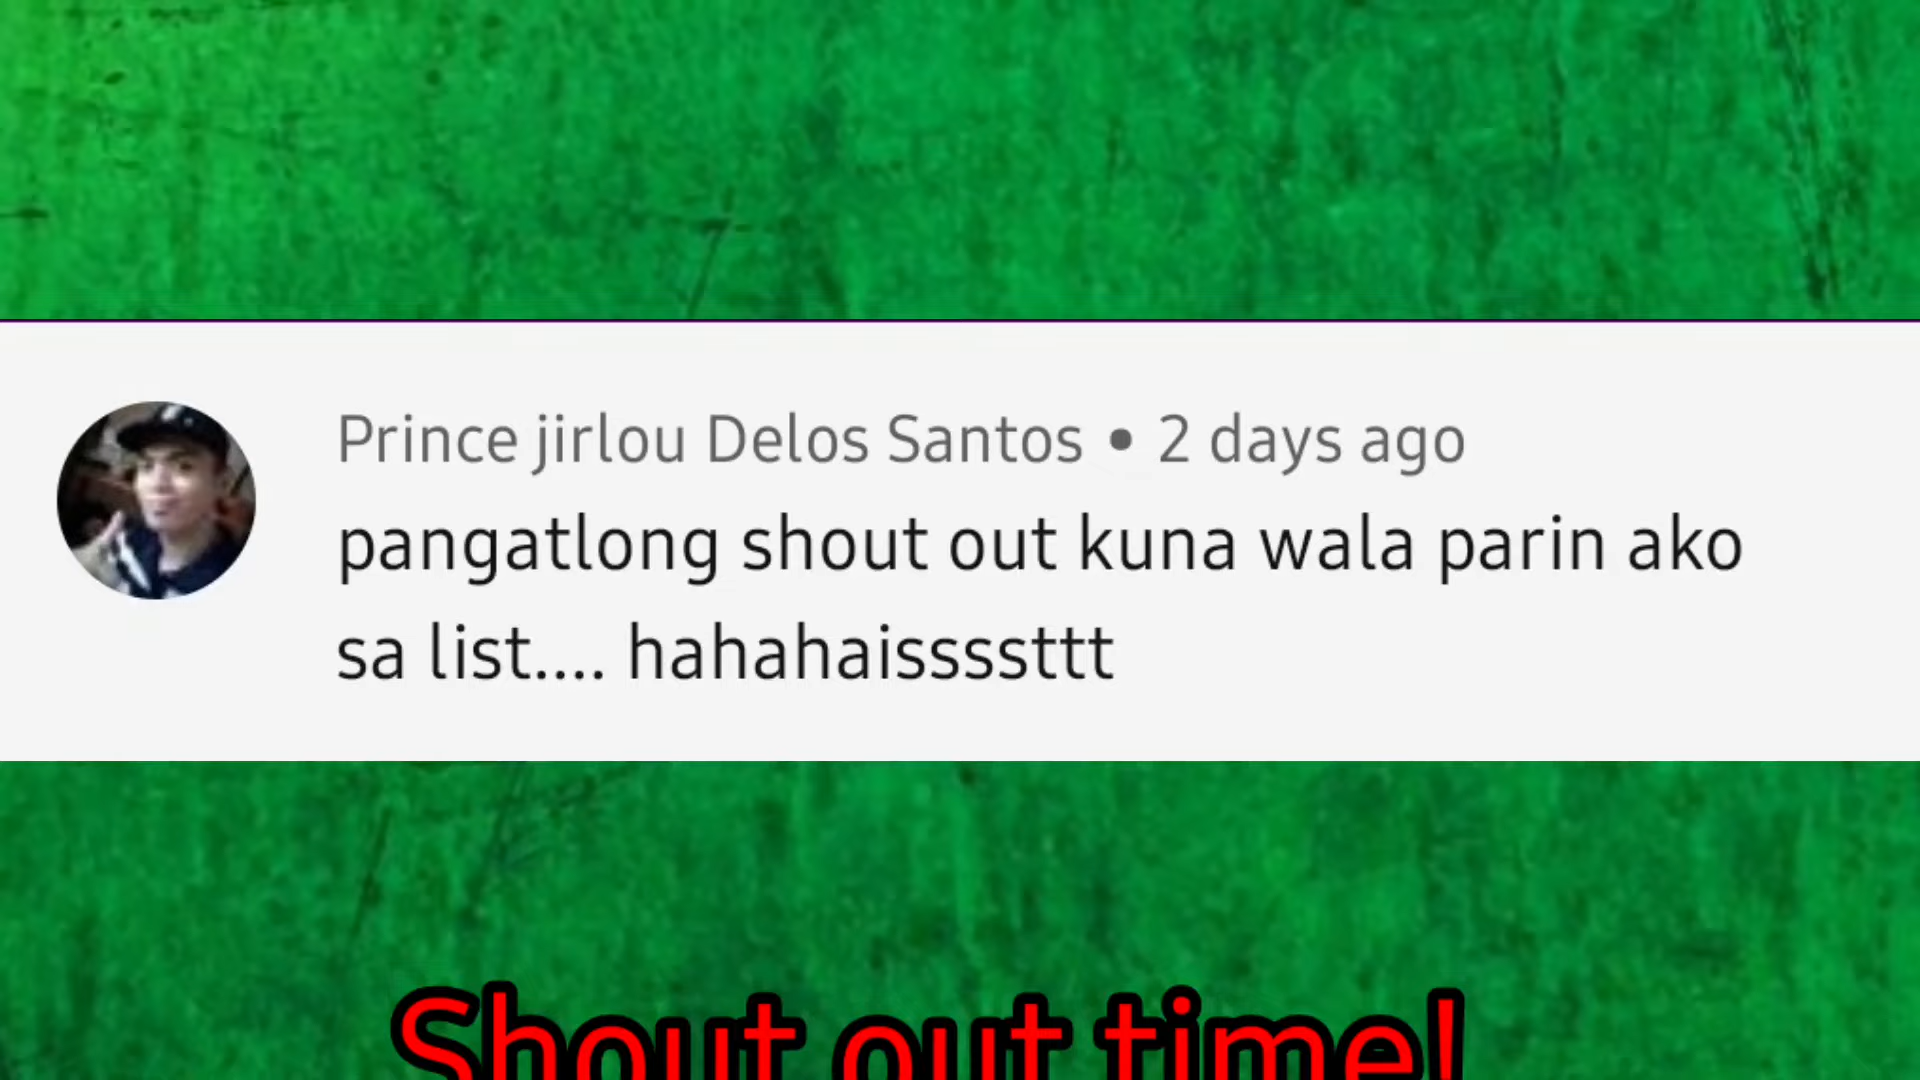 Prince jirlou Delos Santos • 2 days ago
pangatlong shout out kuna wala parin ako
sa list.... hahahaissssttt
Shout out time!